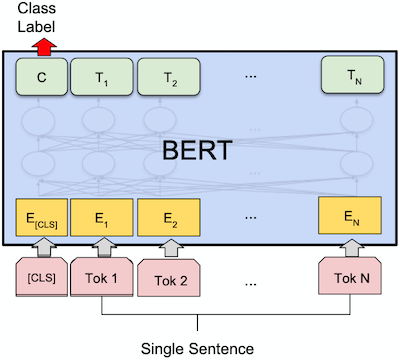 Class
Label
C T1 T2 ... TN
...
BERT
...
E[CLS] E1 E2 ... EN
[CLS] Tok 1 Tok 2 ... Tok N
Single Sentence